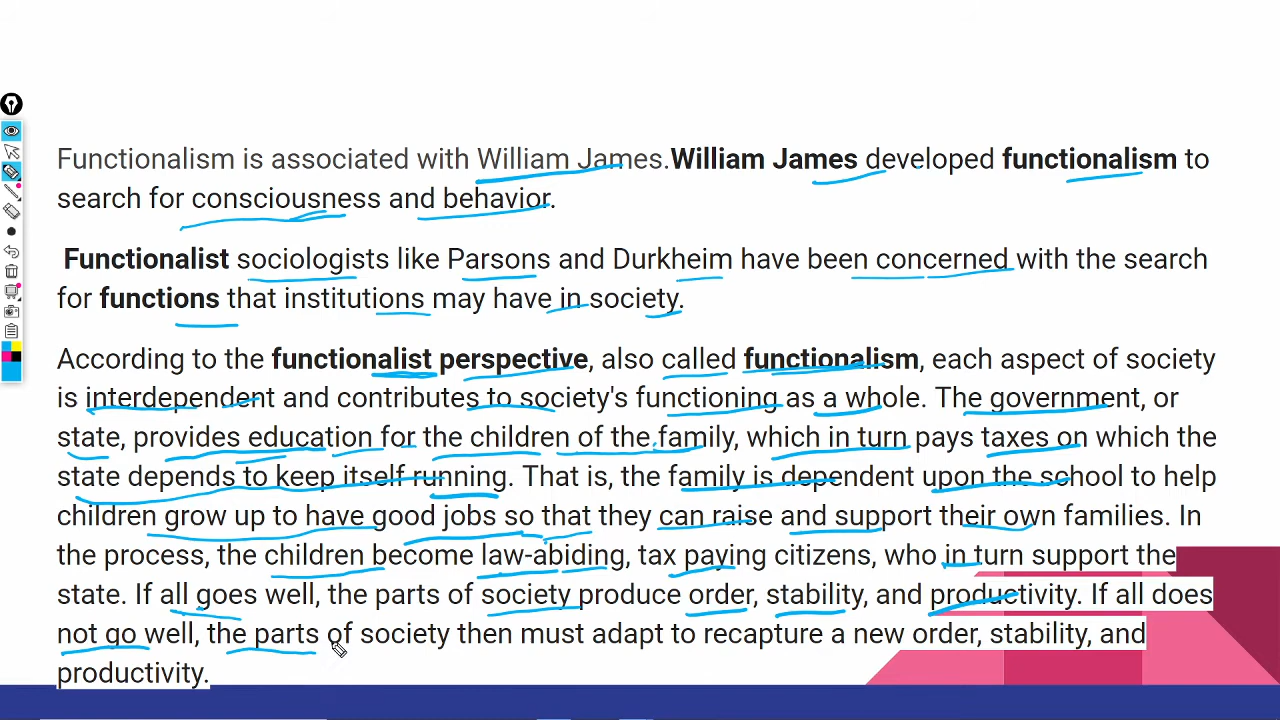 Functionalism is associated with William James.William James developed functionalism to
search for consciousness and behavior.
Functionalist sociologists like Parsons and Durkheim have been concerned with the search
for functions that institutions may have in society.
According to the functionalist perspective, also called functionalism, each aspect of society
is interdependent and contributes to society's functioning as a whole. The government, or
state, provides education for the children of the family, which in turn pays taxes on which the
state depends to keep itself running. That is, the family is dependent upon the school to help
children grow up to have good jobs so that they can raise and support their own families. In
the process, the children become law-abiding, tax paying citizens, who in turn support the
state. If all goes well, the parts of society produce order, stability, and productivity. If all does
not go well, the parts of society then must adapt to recapture a new order, stability, and
productivity.